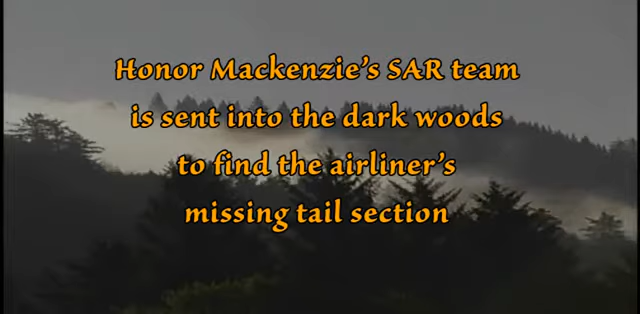 Honor Mackenzie’s SAR team
is sent into the dark woods
to find the airliner’s
missing tail section